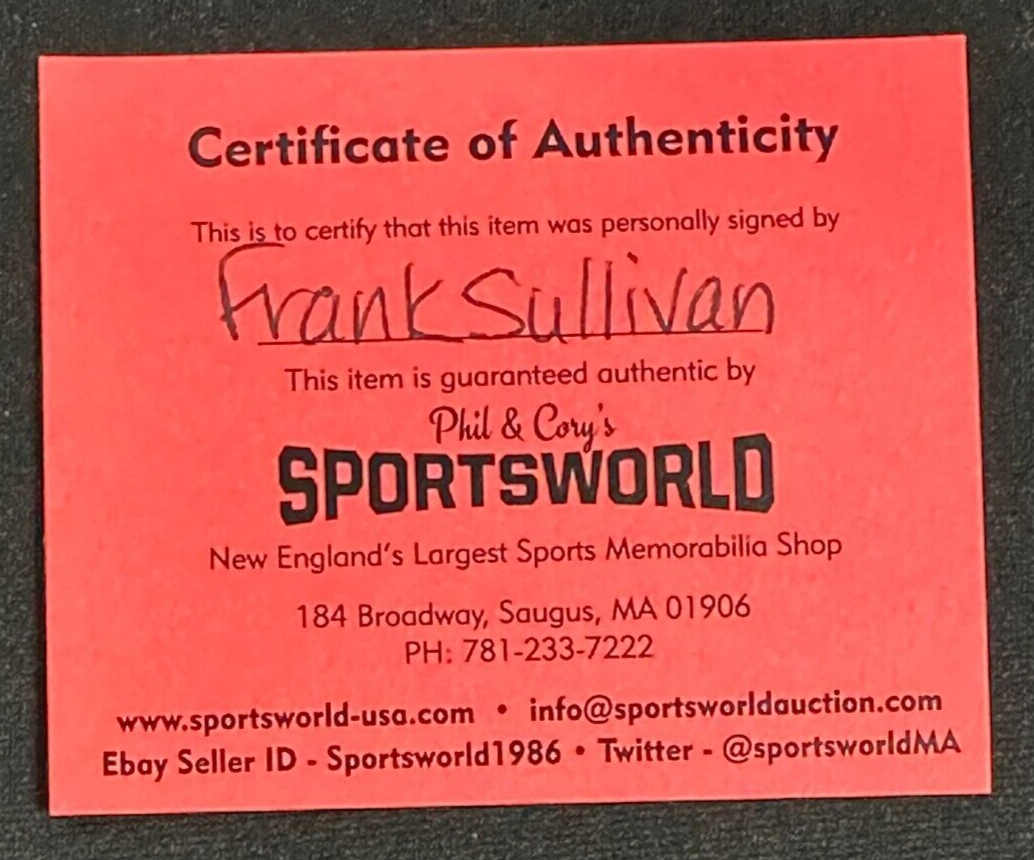 Certificate of Authenticity
This is to certify that this item was personally signed by
Frank Sullivan
This item is guaranteed authentic by
Phil & Cory's
SPORTSWORLD
New England's Largest Sports Memorabilia Shop
184 Broadway, Saugus, MA 01906
PH: 781-233-7222
www.sportsworld-usa.com • info@sportsworldauction.com
Ebay Seller ID - Sportsworld1986 • Twitter - @sportsworldMA